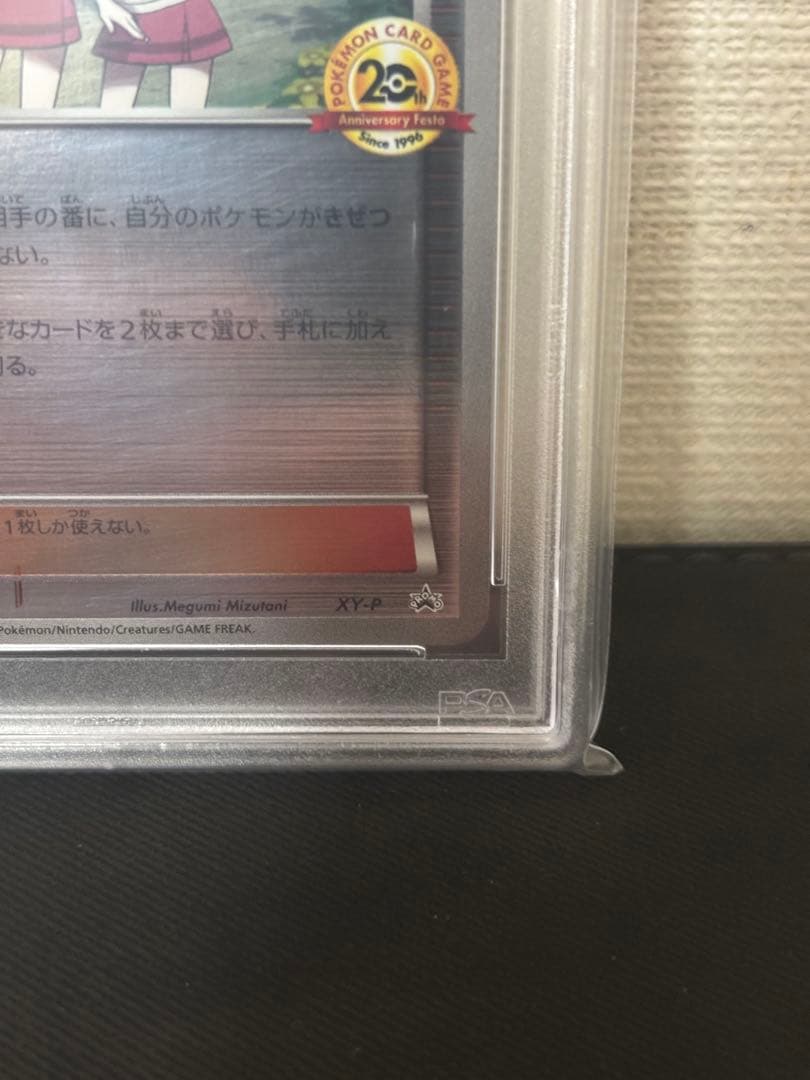 POKÉMON CARD GAME
20th
Anniversary Festa
Since 1996
相手の番に、自分のポケモンがきぜつ
ない。
なカードを2枚まで選び、手札に加え
る。
1枚しか使えない。
Illus.Megumi Mizutani XY-P PROMO
Pokémon/Nintendo/Creatures/GAME FREAK.
PSA